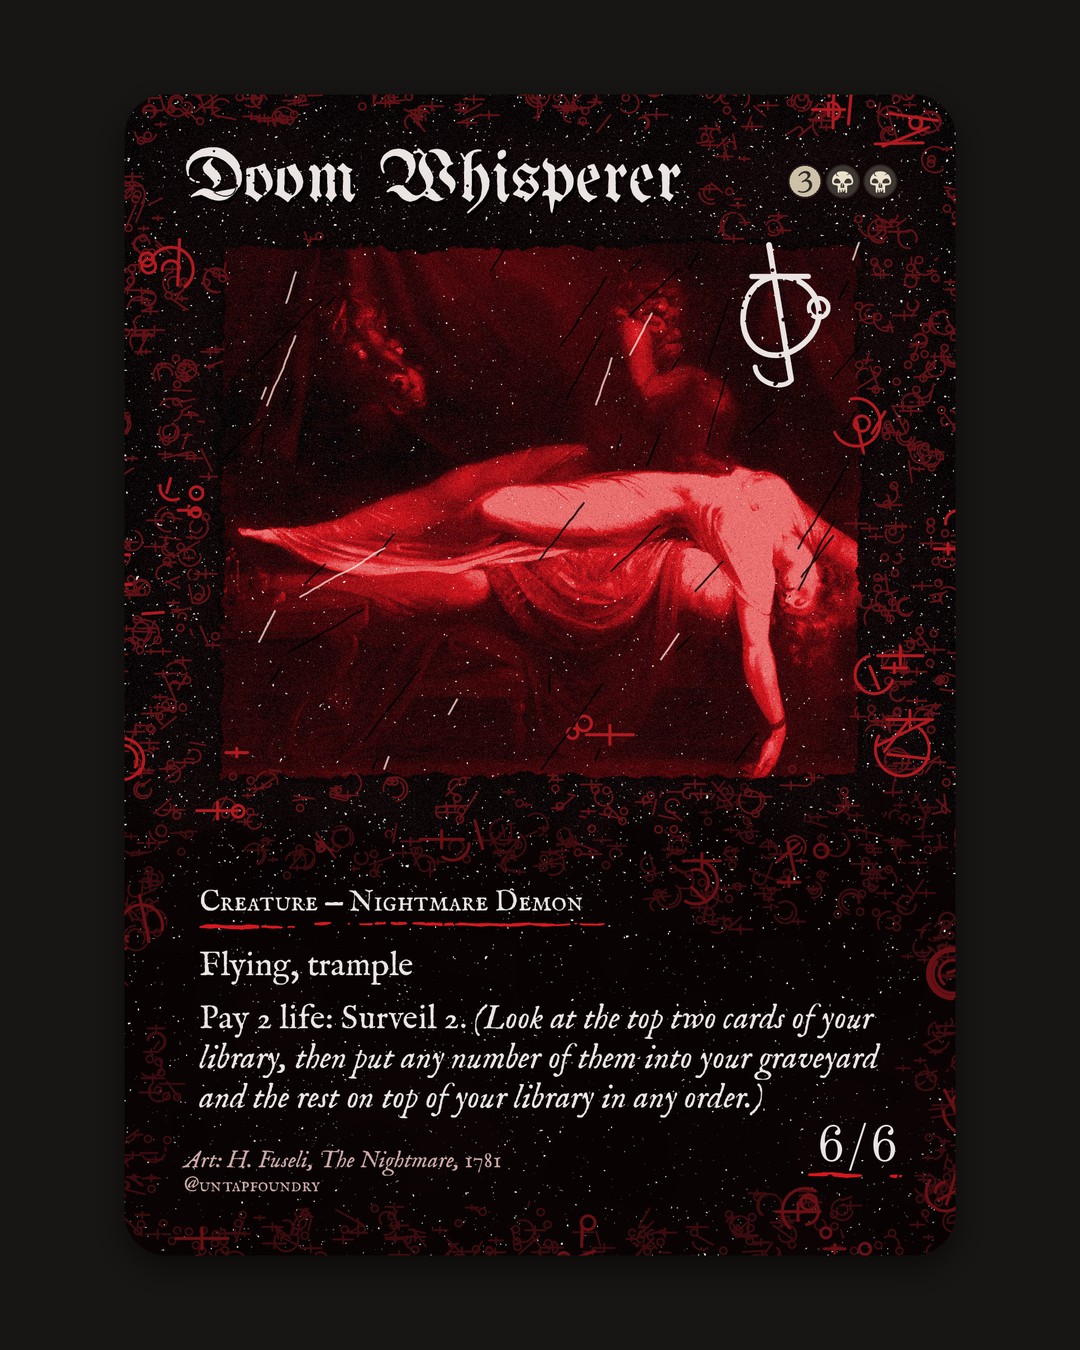 Doom Whisperer
3
Creature – Nightmare Demon
Flying, trample
Pay 2 life: Surveil 2. (Look at the top two cards of your
library, then put any number of them into your graveyard
and the rest on top of your library in any order.)
6/6
Art: H. Fuseli, The Nightmare, 1781
@untapfoundry